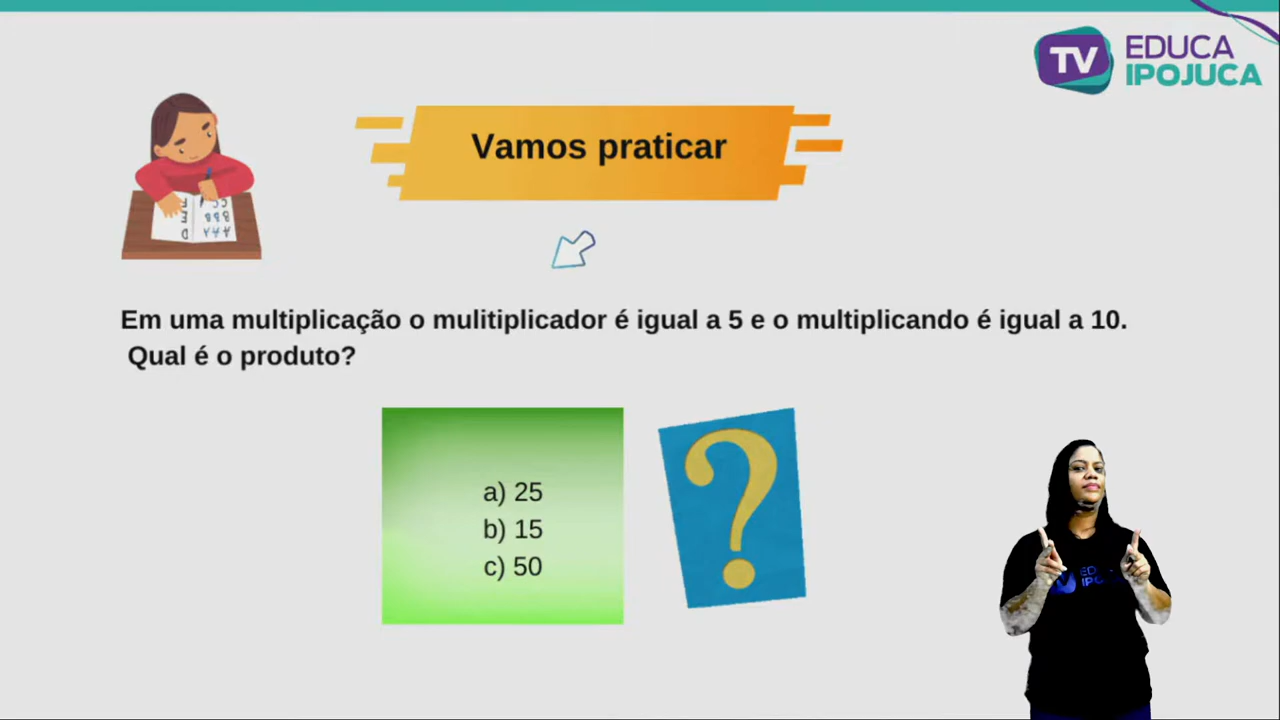 TV EDUCA
IPOJUCA
Vamos praticar
Em uma multiplicação o mulitiplicador é igual a 5 e o multiplicando é igual a 10.
Qual é o produto?
a) 25
b) 15
c) 50